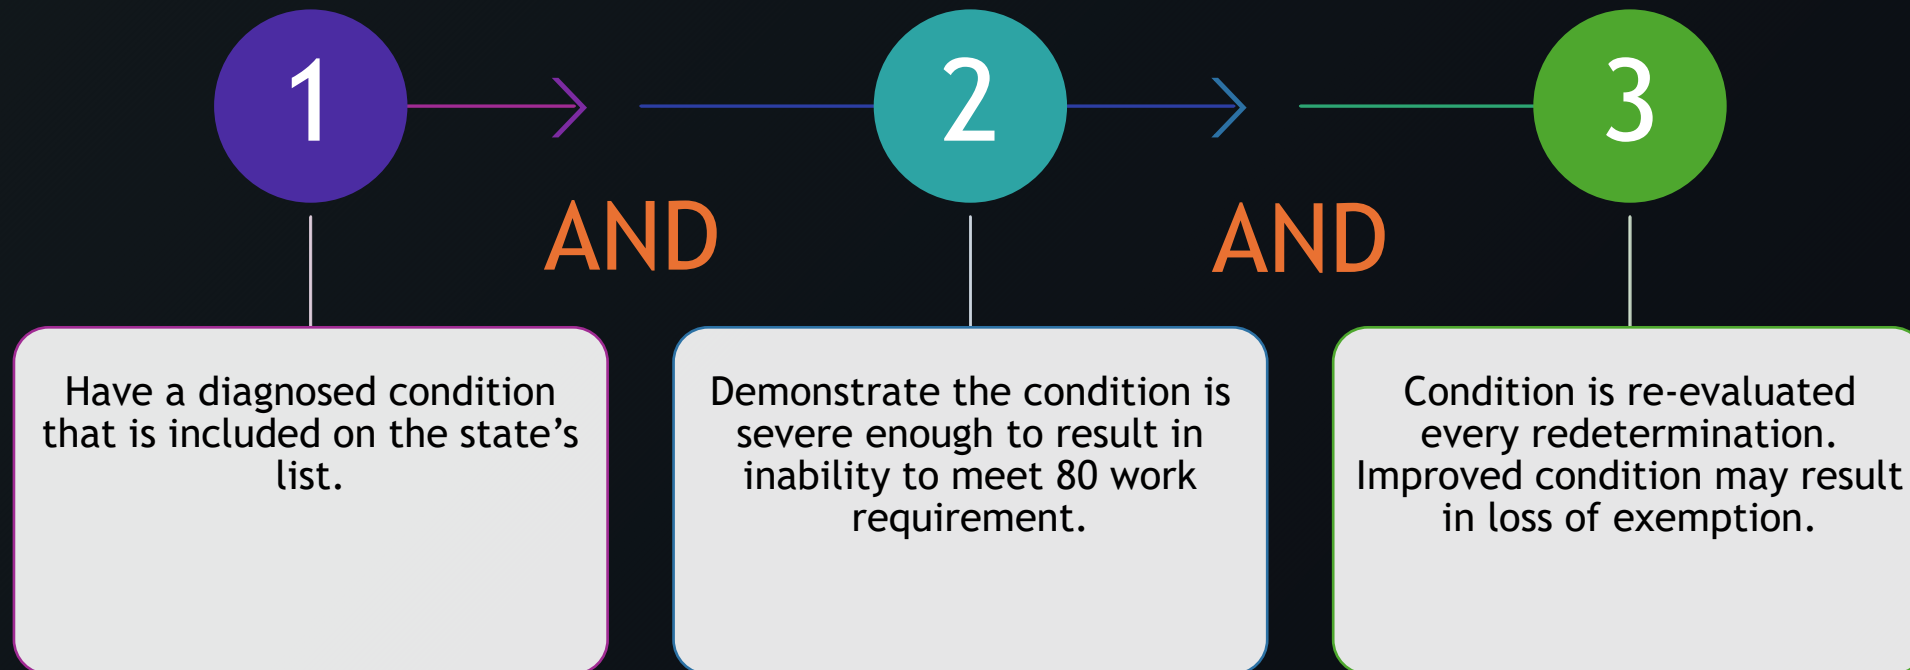 1
2
3
AND
AND
Have a diagnosed condition
that is included on the state's
list.
Demonstrate the condition is
severe enough to result in
inability to meet 80 work
requirement.
Condition is re-evaluated
every redetermination.
Improved condition may result
in loss of exemption.